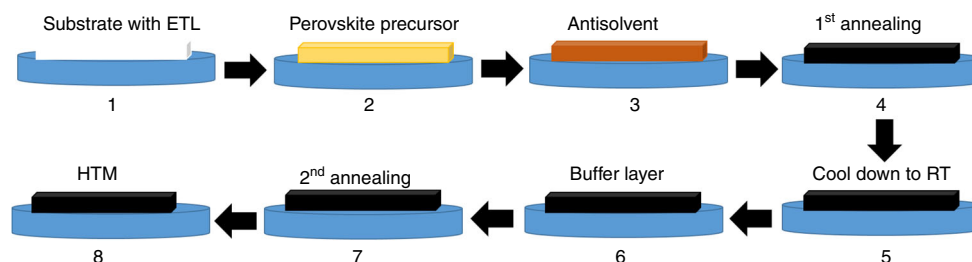 Substrate with ETL
Perovskite precursor
Antisolvent
1st annealing
1
2
3
4
HTM
2nd annealing
Buffer layer
Cool down to RT
8
7
6
5